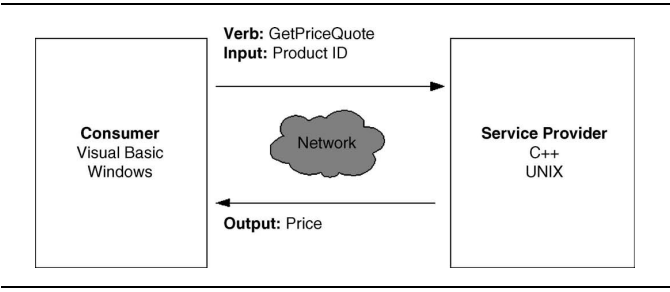 Verb: GetPriceQuote
Input: Product ID
Consumer
Visual Basic
Windows
Network
Service Provider
C++
UNIX
Output: Price